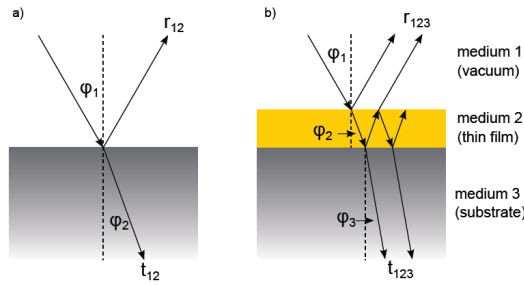 a)
r₁₂
φ₁
φ₂
t₁₂
b)
r₁₂₃
φ₁
φ₂
φ₃
t₁₂₃
medium 1
(vacuum)
medium 2
(thin film)
medium 3
(substrate)